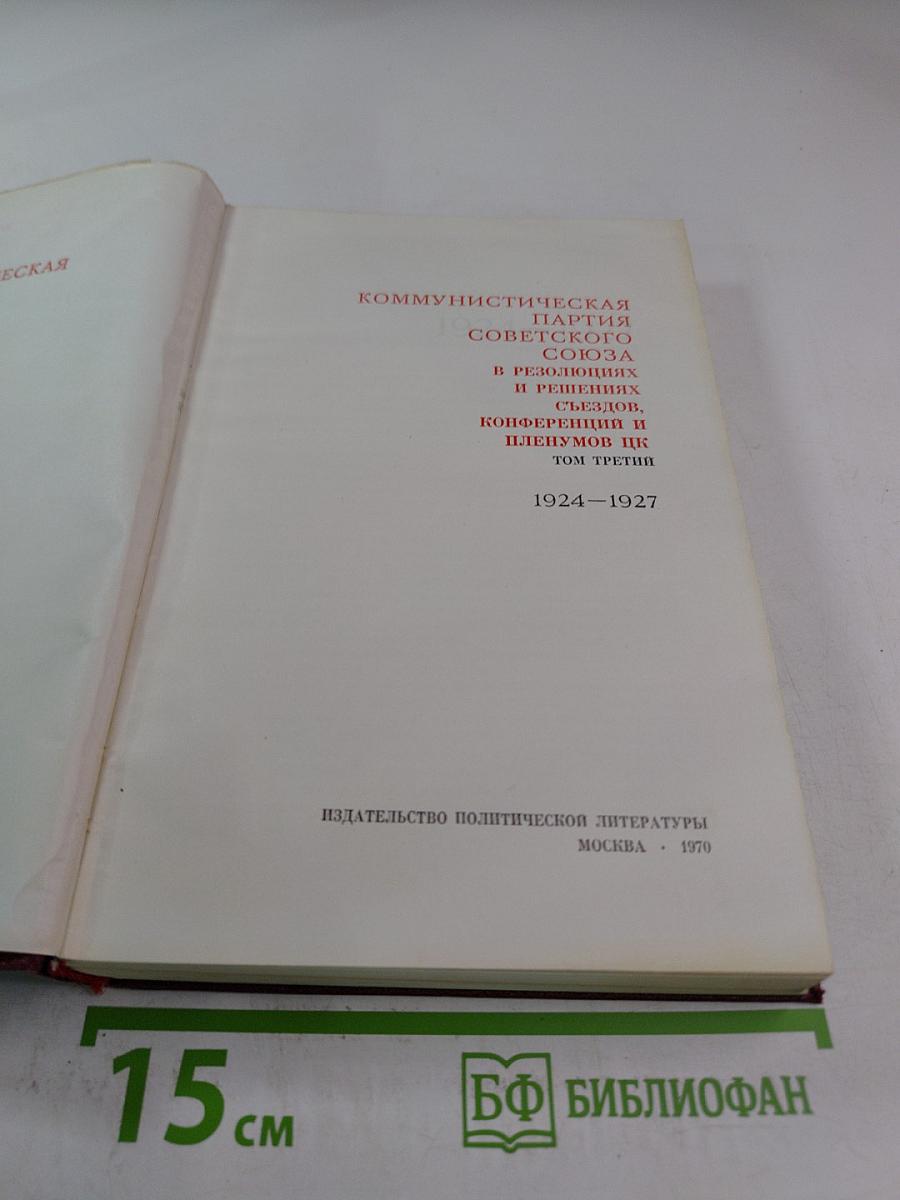 ЕСКАЯ
КОММУНИСТИЧЕСКАЯ
ПАРТИЯ
СОВЕТСКОГО
СОЮЗА
В РЕЗОЛЮЦИЯХ
И РЕШЕНИЯХ
СЪЕЗДОВ,
КОНФЕРЕНЦИЙ И
ПЛЕНУМОВ ЦК
ТОМ ТРЕТИЙ
1924—1927
ИЗДАТЕЛЬСТВО ПОЛИТИЧЕСКОЙ ЛИТЕРАТУРЫ
МОСКВА · 1970
15 см
БФ БИБЛИОФАН